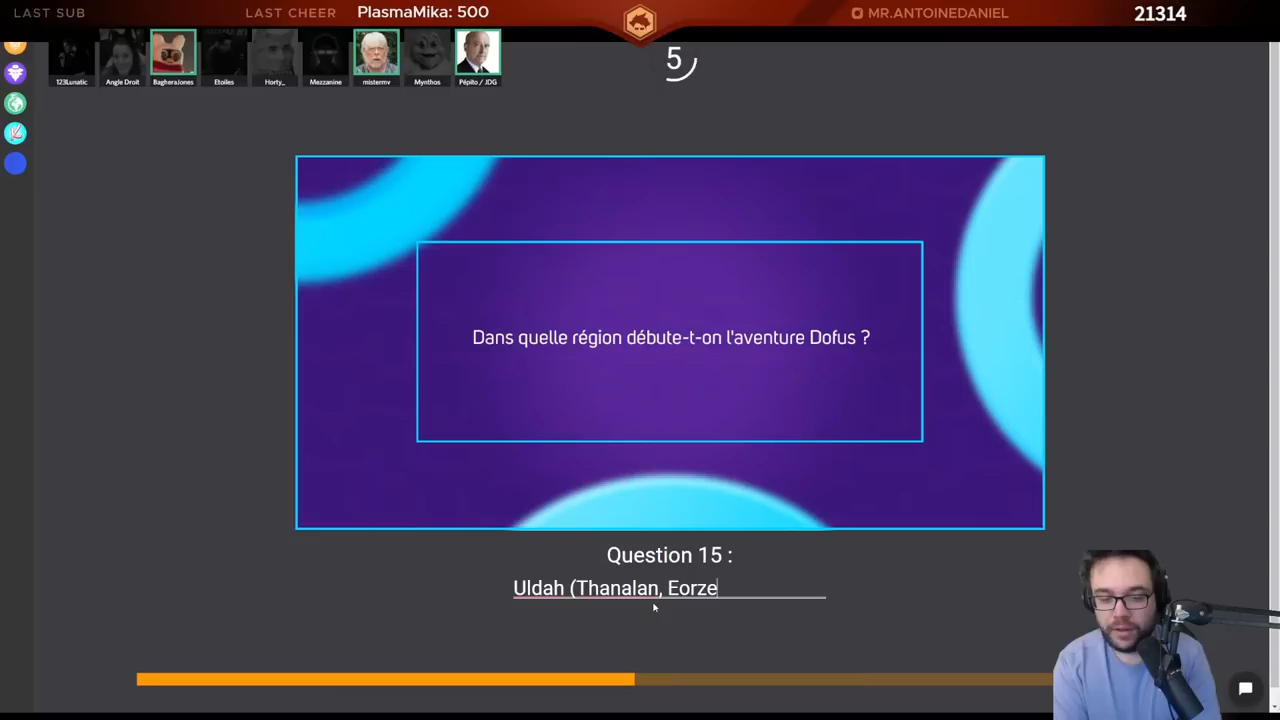 LAST SUB
LAST CHEER
PlasmaMika: 500
MR.ANTOINEDANIEL
21314
5
123Lunatic
Angle Droit
BagheraJones
Etoiles
Horty_
Mezzanine
mistermv
Mynthos
Pépito / JDG
Dans quelle région débute-t-on l'aventure Dofus ?
Question 15 :
Uldah (Thanalan, Eorze